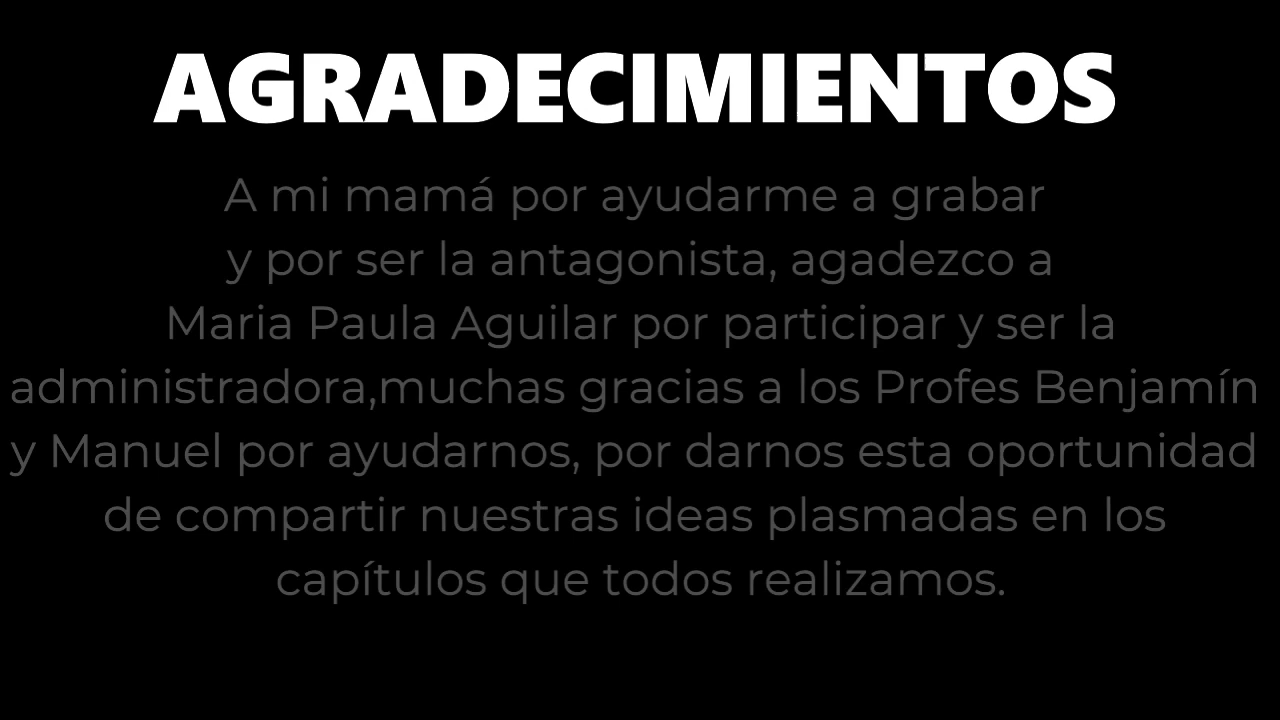 AGRADECIMIENTOS
A mi mamá por ayudarme a grabar
y por ser la antagonista, agadezco a
Maria Paula Aguilar por participar y ser la
administradora,muchas gracias a los Profes Benjamín
y Manuel por ayudarnos, por darnos esta oportunidad
de compartir nuestras ideas plasmadas en los
capítulos que todos realizamos.